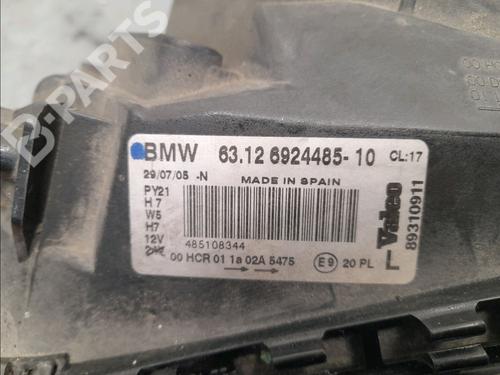 B-PARTS
BMW 63.12 6924485-10 CL:17
29/07/05 -N MADE IN SPAIN
PY21
H7
W5
H7
12V
485108344
00 HCR 01 1a 02A 5475 E9 20 PL
L Valeo
89310911